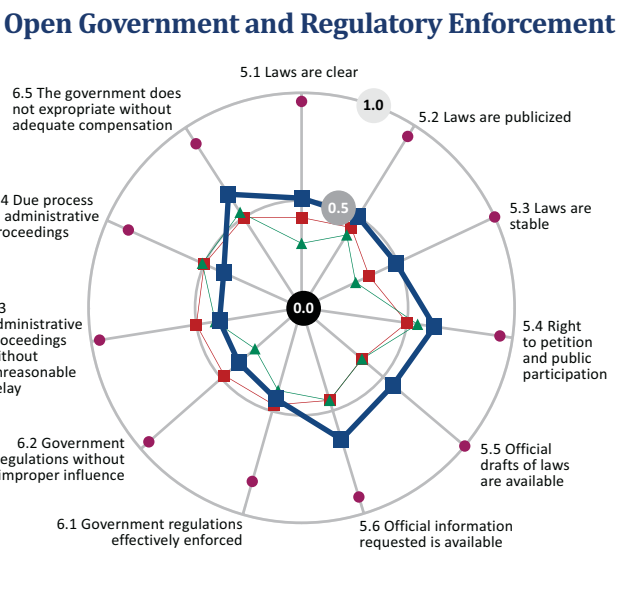 Open Government and Regulatory Enforcement
5.1 Laws are clear
1.0
6.5 The government does
not expropriate without
adequate compensation
5.2 Laws are publicized
4 Due process
administrative
roceedings
0.5
5.3 Laws are
stable
0.0
3
dministrative
roceedings
ithout
nreasonable
elay
5.4 Right
to petition
and public
participation
6.2 Government
egulations without
improper influence
5.5 Official
drafts of laws
are available
6.1 Government regulations
effectively enforced
5.6 Official information
requested is available